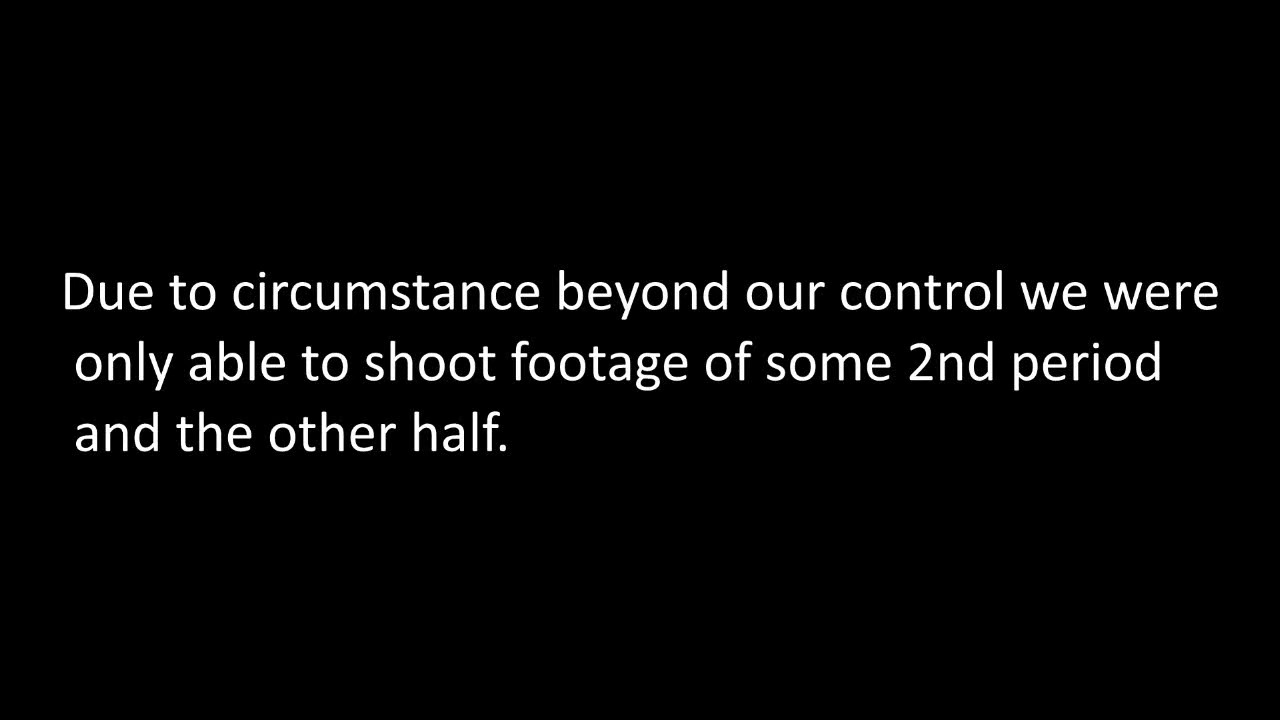 Due to circumstance beyond our control we were
only able to shoot footage of some 2nd period
and the other half.